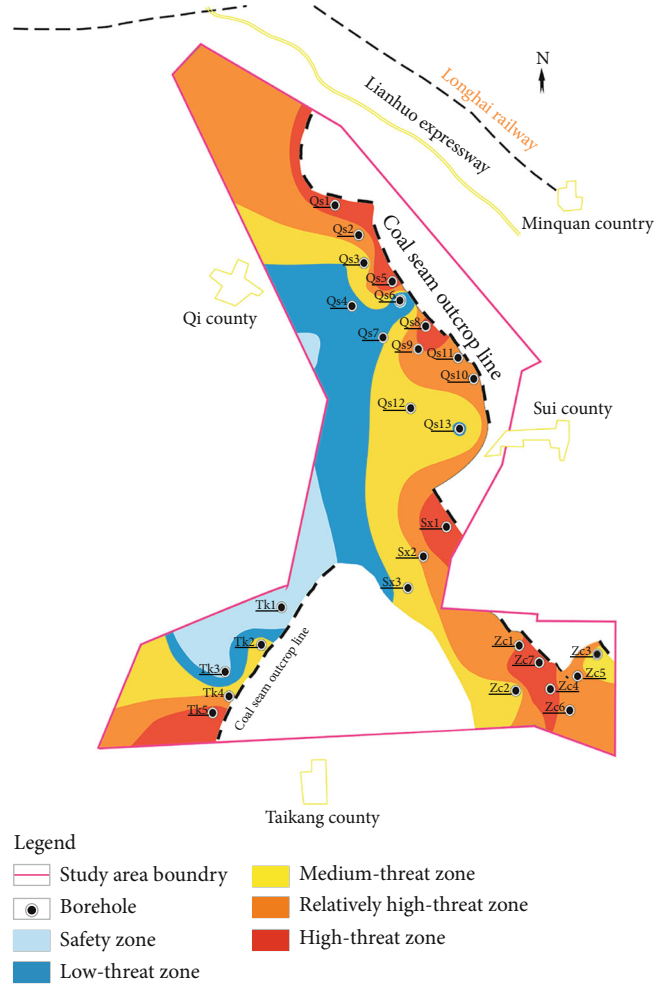 N
Longhai railway
Lianhuo expressway
Minquan country
Qs1
Qs2
Coal seam outcrop line
Qs3
Qs5
Qi county
Qs4
Qs6
Qs7
Qs8
Qs9
Qs11
Qs10
Sui county
Qs12
Qs13
Sx1
Sx2
Sx3
Tk1
Tk2
Coal seam outcrop line
Tk3
Tk4
Tk5
Zc1
Zc3
Zc7
Zc5
Zc2
Zc4
Zc6
Taikang county
Legend
Study area boundry
Borehole
Safety zone
Low-threat zone
Medium-threat zone
Relatively high-threat zone
High-threat zone